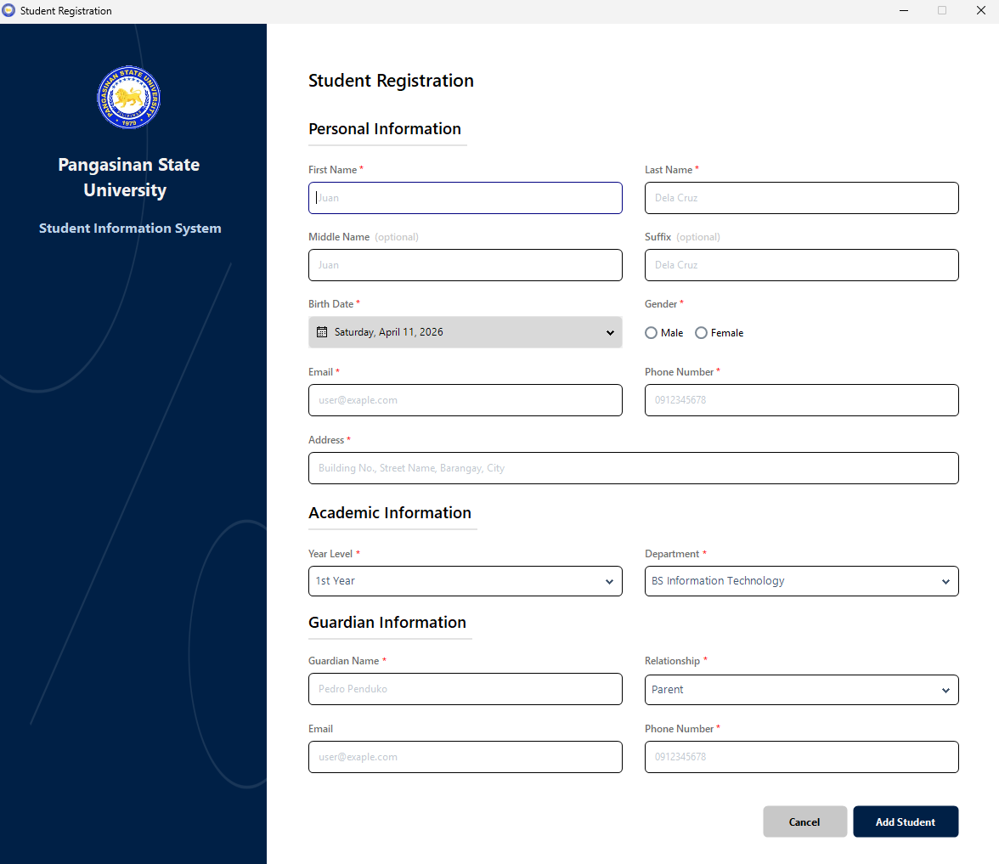 Student Registration
PANGASINAN STATE UNIVERSITY
1979
Pangasinan State
University
Student Information System
Student Registration
Personal Information
First Name *
Last Name *
Juan
Dela Cruz
Middle Name (optional)
Suffix (optional)
Juan
Dela Cruz
Birth Date *
Gender *
Saturday, April 11, 2026
Male
Female
Email *
Phone Number *
user@exaple.com
0912345678
Address *
Building No., Street Name, Barangay, City
Academic Information
Year Level *
Department *
1st Year
BS Information Technology
Guardian Information
Guardian Name *
Relationship *
Pedro Penduko
Parent
Email
Phone Number *
user@exaple.com
0912345678
Cancel
Add Student